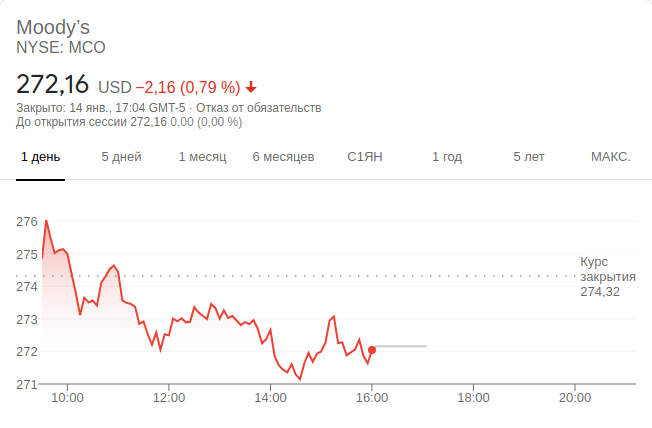 Moody’s
NYSE: MCO
272,16 USD −2,16 (0,79 %)
Закрыто: 14 янв., 17:04 GMT-5 · Отказ от обязательств
До открытия сессии 272,16 0,00 (0,00 %)
1 день 5 дней 1 месяц 6 месяцев С1ЯН 1 год 5 лет МАКС.
276
275
Курс
закрытия
274,32
274
273
272
271
10:00 12:00 14:00 16:00 18:00 20:00